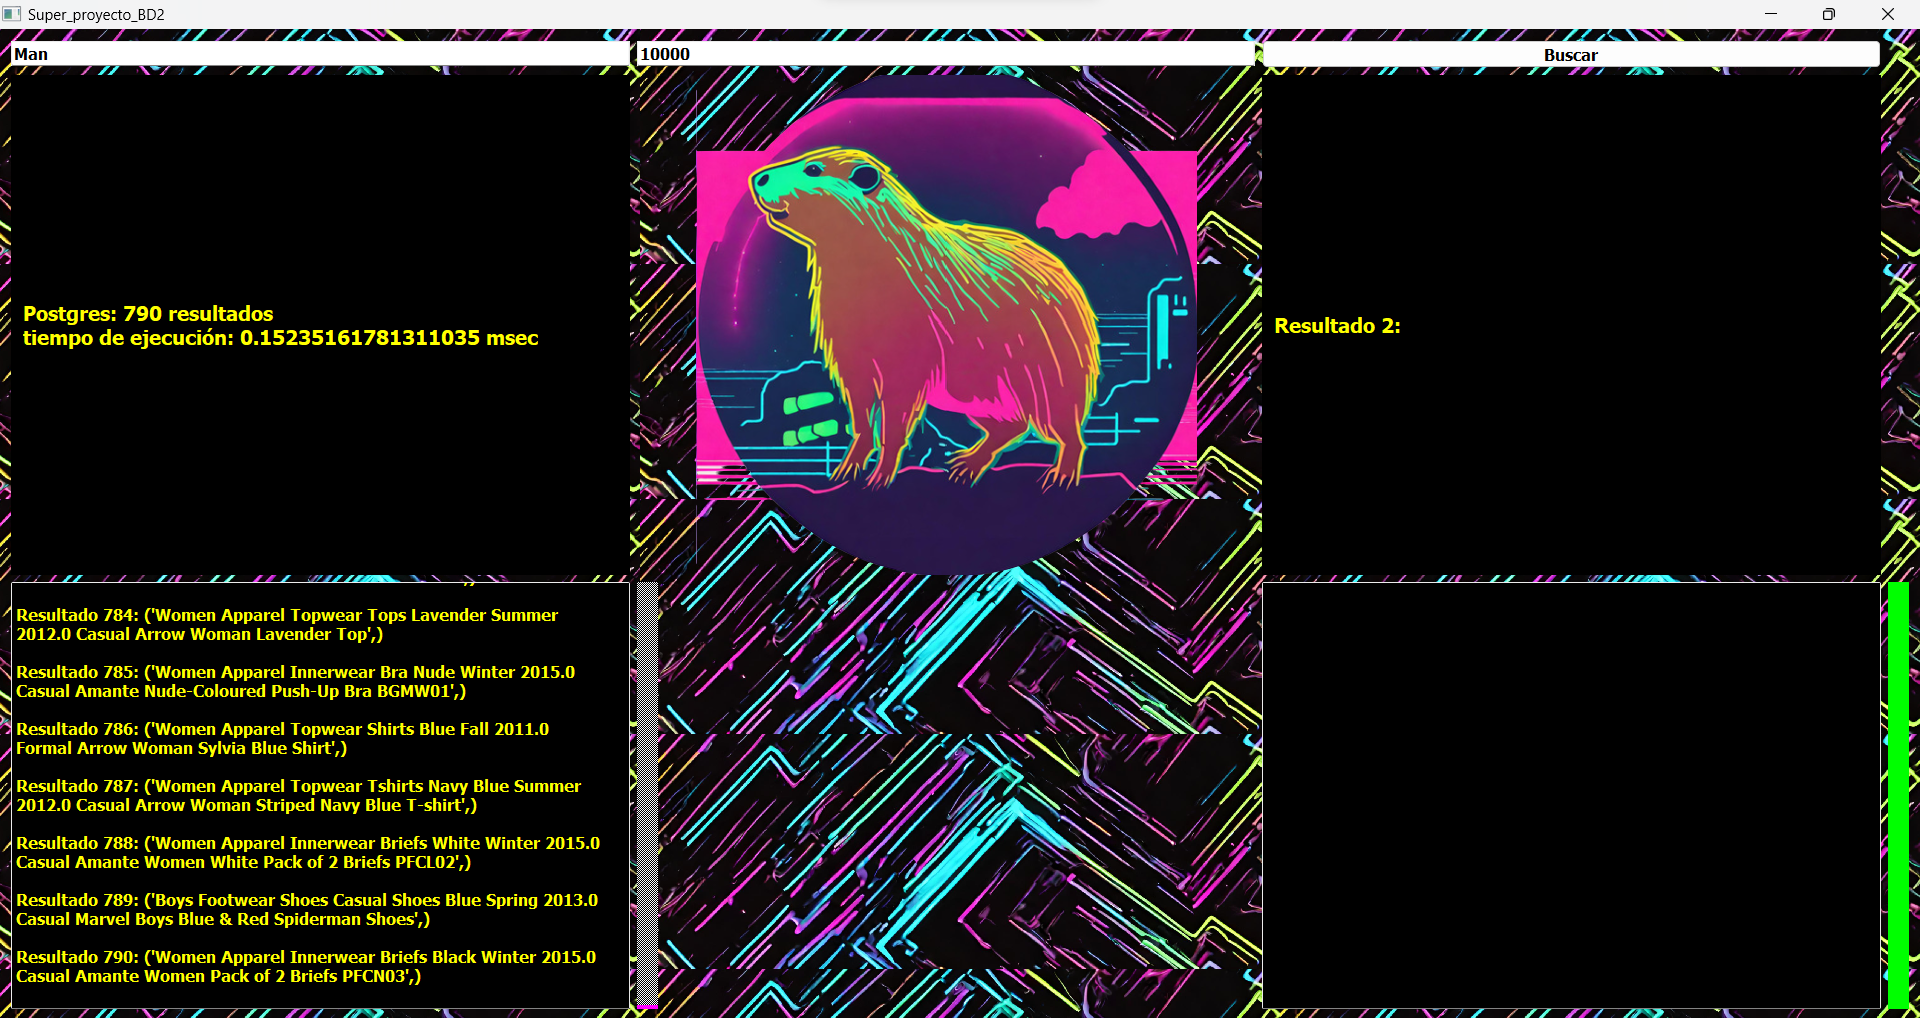 Super_proyecto_BD2
Man
10000
Buscar
Postgres: 790 resultados
tiempo de ejecución: 0.15235161781311035 msec
Resultado 2:
Resultado 784: ('Women Apparel Topwear Tops Lavender Summer
2012.0 Casual Arrow Woman Lavender Top',)
Resultado 785: ('Women Apparel Innerwear Bra Nude Winter 2015.0
Casual Amante Nude-Coloured Push-Up Bra BGMW01',)
Resultado 786: ('Women Apparel Topwear Shirts Blue Fall 2011.0
Formal Arrow Woman Sylvia Blue Shirt',)
Resultado 787: ('Women Apparel Topwear Tshirts Navy Blue Summer
2012.0 Casual Arrow Woman Striped Navy Blue T-shirt',)
Resultado 788: ('Women Apparel Innerwear Briefs White Winter 2015.0
Casual Amante Women White Pack of 2 Briefs PFCL02',)
Resultado 789: ('Boys Footwear Shoes Casual Shoes Blue Spring 2013.0
Casual Marvel Boys Blue & Red Spiderman Shoes',)
Resultado 790: ('Women Apparel Innerwear Briefs Black Winter 2015.0
Casual Amante Women Pack of 2 Briefs PFCN03',)